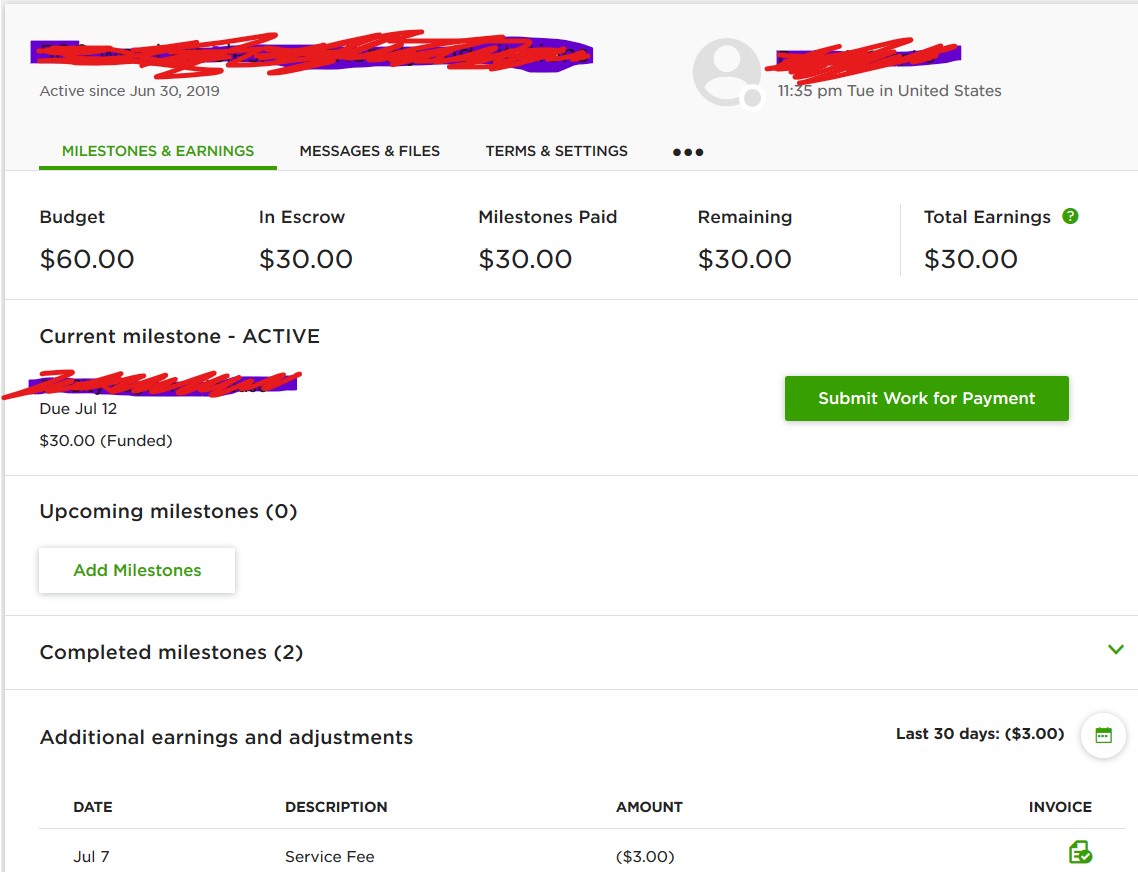 Active since Jun 30, 2019
11:35 pm Tue in United States
MILESTONES & EARNINGS MESSAGES & FILES TERMS & SETTINGS
Budget In Escrow Milestones Paid Remaining Total Earnings ?
$60.00 $30.00 $30.00 $30.00 $30.00
Current milestone - ACTIVE
Due Jul 12
$30.00 (Funded)
Submit Work for Payment
Upcoming milestones (0)
Add Milestones
Completed milestones (2)
Additional earnings and adjustments Last 30 days: ($3.00)
DATE DESCRIPTION AMOUNT INVOICE
Jul 7 Service Fee ($3.00)